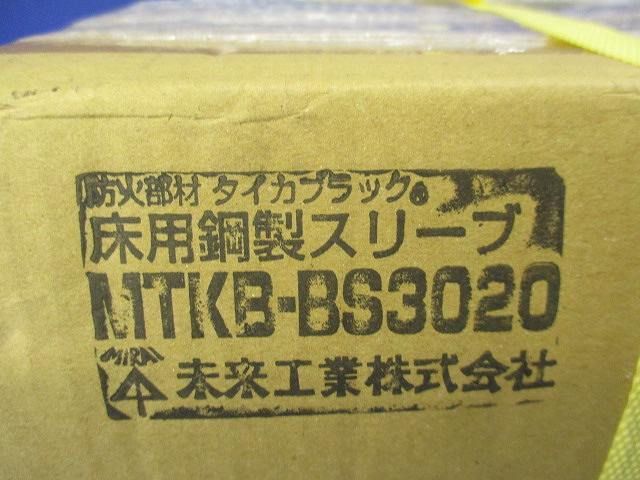 防火部材 タイカブラック®
床用鋼製スリーブ
MTKB-BS3020
MIRAI
未来工業株式会社